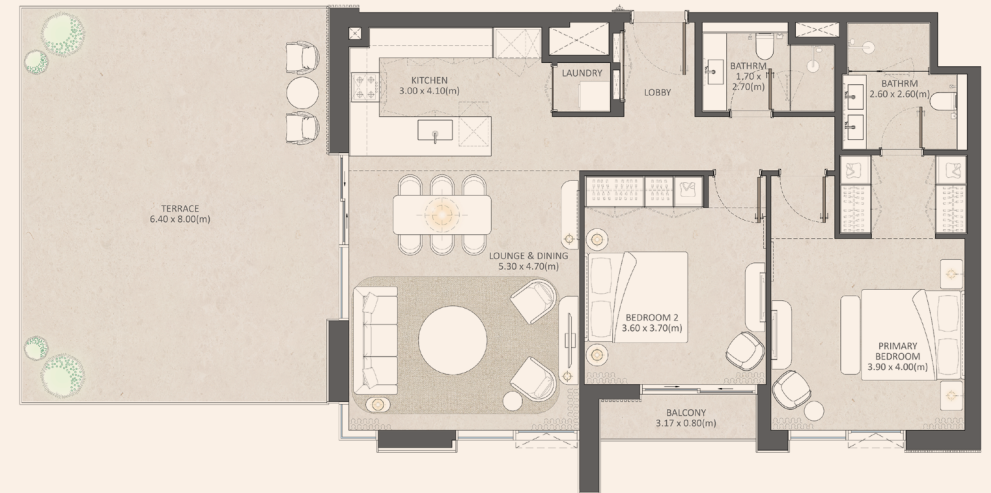 KITCHEN
3.00 x 4.10(m)
LAUNDRY
LOBBY
BATHRM
1.70 x
2.70(m)
BATHRM
2.60 x 2.60(m)
TERRACE
6.40 x 8.00(m)
LOUNGE & DINING
5.30 x 4.70(m)
BEDROOM 2
3.60 x 3.70(m)
PRIMARY
BEDROOM
3.90 x 4.00(m)
BALCONY
3.17 x 0.80(m)